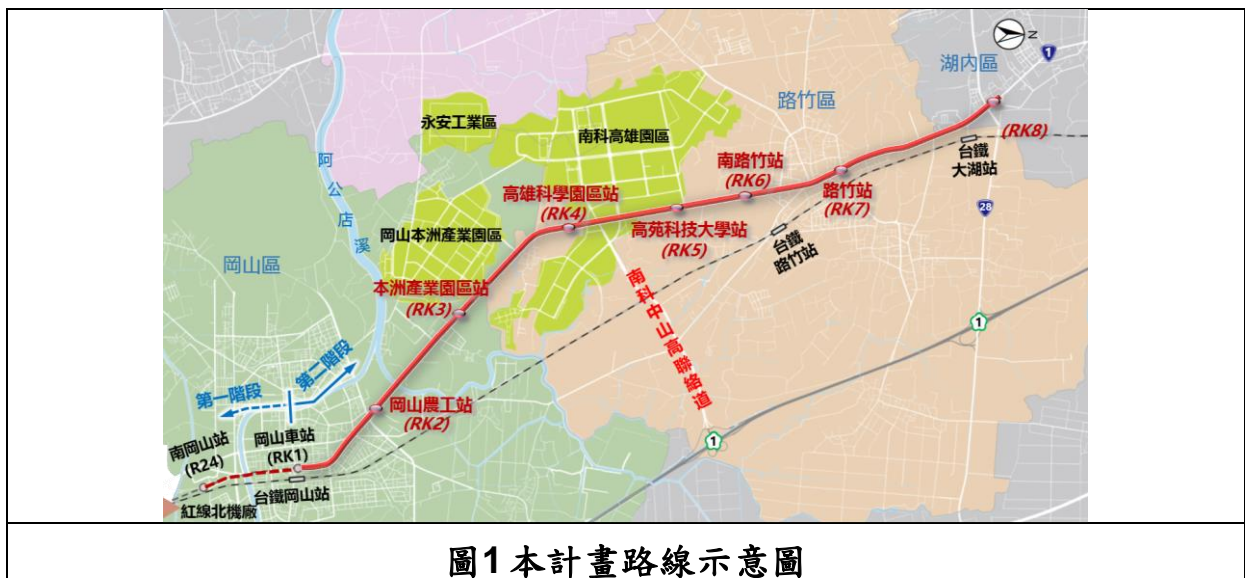 N
1
湖內區
路竹區
永安工業區
南科高雄園區
(RK8)
台鐵
大湖站
阿公店溪
南路竹站
(RK6)
路竹站
(RK7)
高雄科學園區站
(RK4)
28
高苑科技大學站
(RK5)
台鐵
路竹站
岡山本洲產業園區
岡山區
本洲產業園區站
(RK3)
南科中山高聯絡道
1
第一階段
第二階段
岡山農工站
(RK2)
1
南岡山站
(R24)
岡山車站
(RK1)
台鐵岡山站
紅線北機廠
圖1本計畫路線示意圖